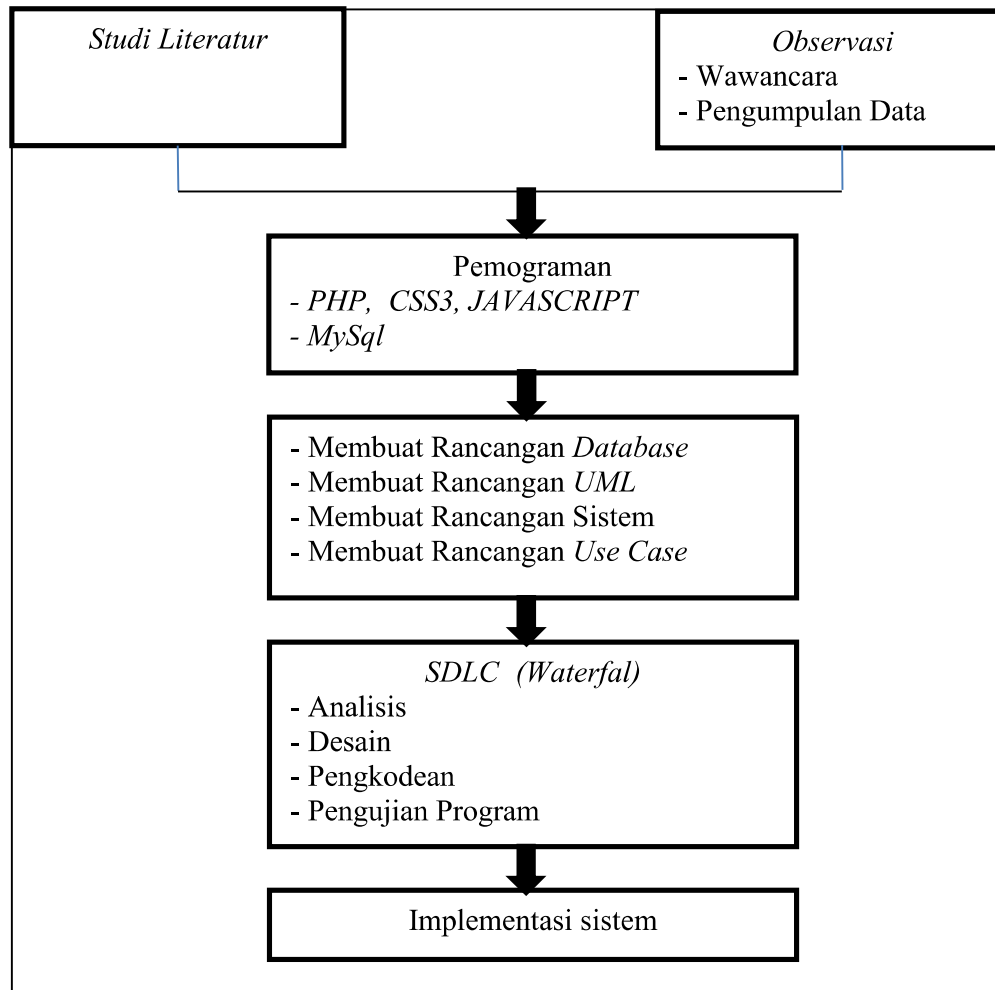 Studi Literatur
Observasi
- Wawancara
- Pengumpulan Data
Pemograman
- PHP, CSS3, JAVASCRIPT
- MySql
- Membuat Rancangan Database
- Membuat Rancangan UML
- Membuat Rancangan Sistem
- Membuat Rancangan Use Case
SDLC (Waterfal)
- Analisis
- Desain
- Pengkodean
- Pengujian Program
Implementasi sistem